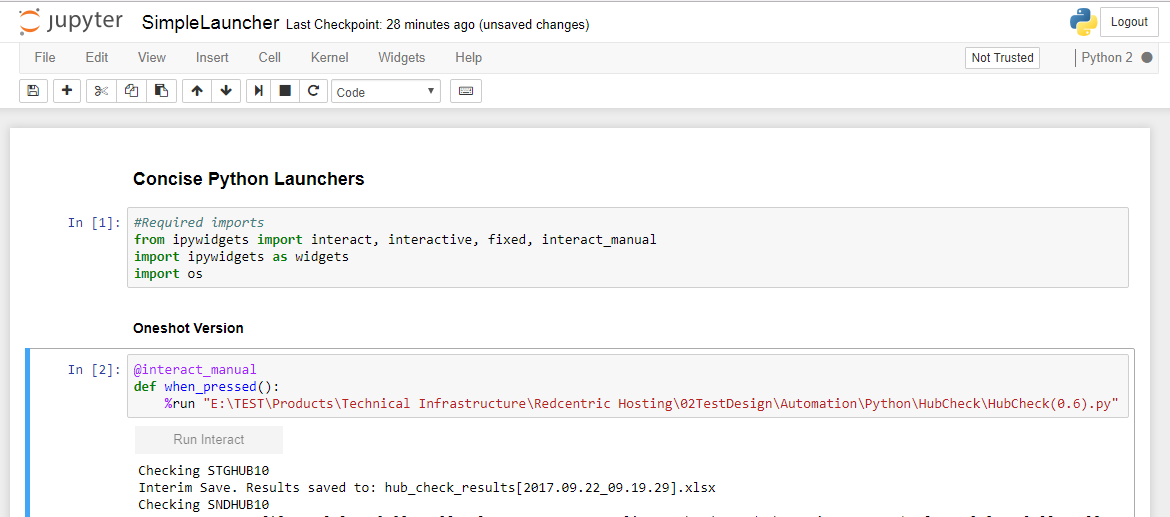 jupyter SimpleLauncher Last Checkpoint: 28 minutes ago (unsaved changes) Logout
File Edit View Insert Cell Kernel Widgets Help Not Trusted Python 2
Code
Concise Python Launchers
In [1]: #Required imports
from ipywidgets import interact, interactive, fixed, interact_manual
import ipywidgets as widgets
import os
Oneshot Version
In [2]: @interact_manual
def when_pressed():
%run "E:\TEST\Products\Technical Infrastructure\Redcentric Hosting\02TestDesign\Automation\Python\HubCheck\HubCheck(0.6).py"
Run Interact
Checking STGHUB10
Interim Save. Results saved to: hub_check_results[2017.09.22_09.19.29].xlsx
Checking SNDHUB10